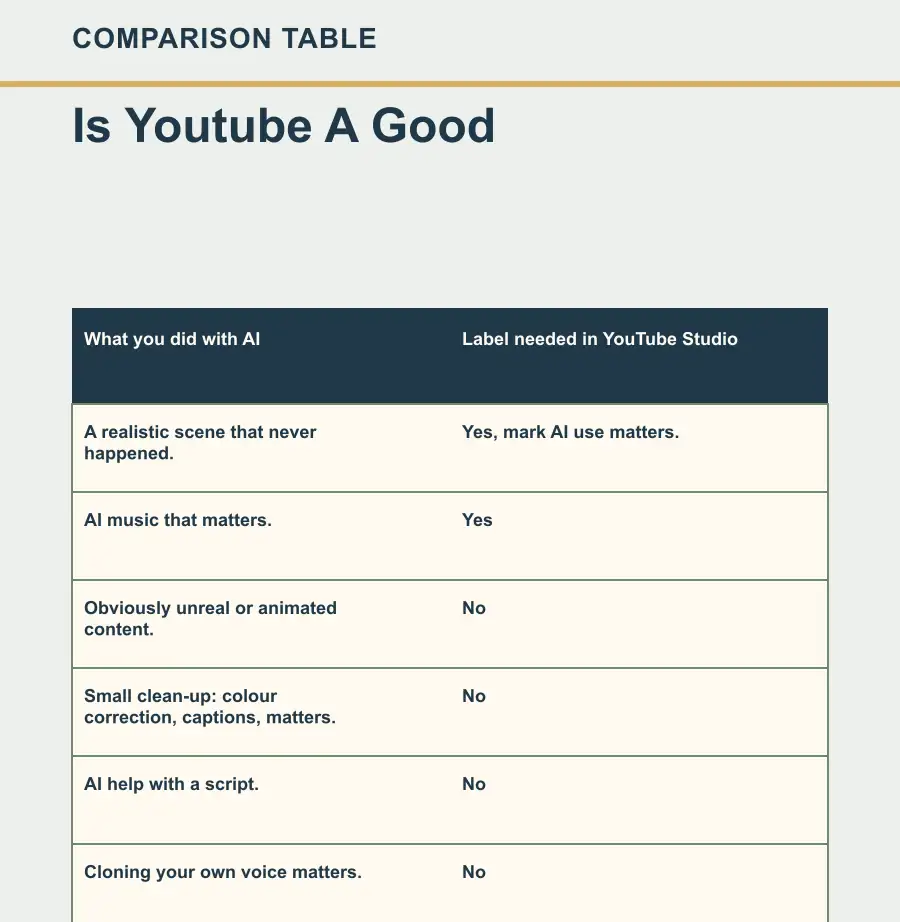 COMPARISON TABLE
Is Youtube A Good
What you did with AI
Label needed in YouTube Studio
A realistic scene that never
happened.
Yes, mark AI use matters.
AI music that matters.
Yes
Obviously unreal or animated
content.
No
Small clean-up: colour
correction, captions, matters.
No
AI help with a script.
No
Cloning your own voice matters.
No